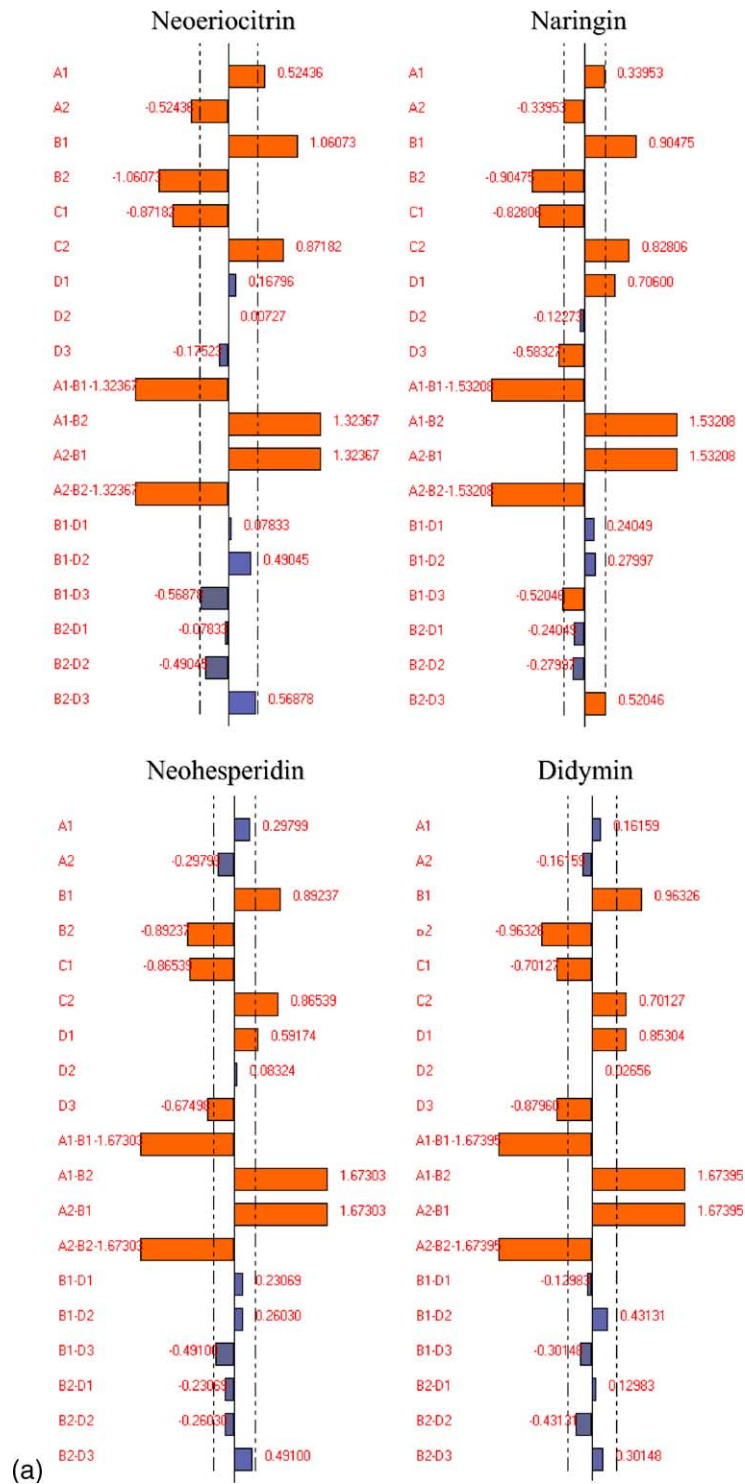 Neoeriocitrin
A1 0.52436
A2 -0.52436
B1 1.06073
B2 -1.06073
C1 -0.87182
C2 0.87182
D1 0.16796
D2 0.00727
D3 -0.17523
A1-B1 -1.32367
A1-B2 1.32367
A2-B1 1.32367
A2-B2 -1.32367
B1-D1 0.07833
B1-D2 0.49045
B1-D3 -0.56878
B2-D1 -0.07833
B2-D2 -0.49045
B2-D3 0.56878
Naringin
A1 0.33953
A2 -0.33953
B1 0.90475
B2 -0.90475
C1 -0.82806
C2 0.82806
D1 0.70600
D2 -0.12273
D3 -0.58327
A1-B1 -1.53208
A1-B2 1.53208
A2-B1 1.53208
A2-B2 -1.53208
B1-D1 0.24049
B1-D2 0.27997
B1-D3 -0.52046
B2-D1 -0.24049
B2-D2 -0.27997
B2-D3 0.52046
Neohesperidin
A1 0.29799
A2 -0.29799
B1 0.89237
B2 -0.89237
C1 -0.86539
C2 0.86539
D1 0.59174
D2 0.08324
D3 -0.67498
A1-B1 -1.67303
A1-B2 1.67303
A2-B1 1.67303
A2-B2 -1.67303
B1-D1 0.23069
B1-D2 0.26030
B1-D3 -0.49100
B2-D1 -0.23069
B2-D2 -0.26030
B2-D3 0.49100
Didymin
A1 0.16159
A2 -0.16159
B1 0.96326
B2 -0.96326
C1 -0.70127
C2 0.70127
D1 0.85304
D2 0.02656
D3 -0.87960
A1-B1 -1.67395
A1-B2 1.67395
A2-B1 1.67395
A2-B2 -1.67395
B1-D1 -0.12983
B1-D2 0.43131
B1-D3 -0.30148
B2-D1 0.12983
B2-D2 -0.43131
B2-D3 0.30148
(a)